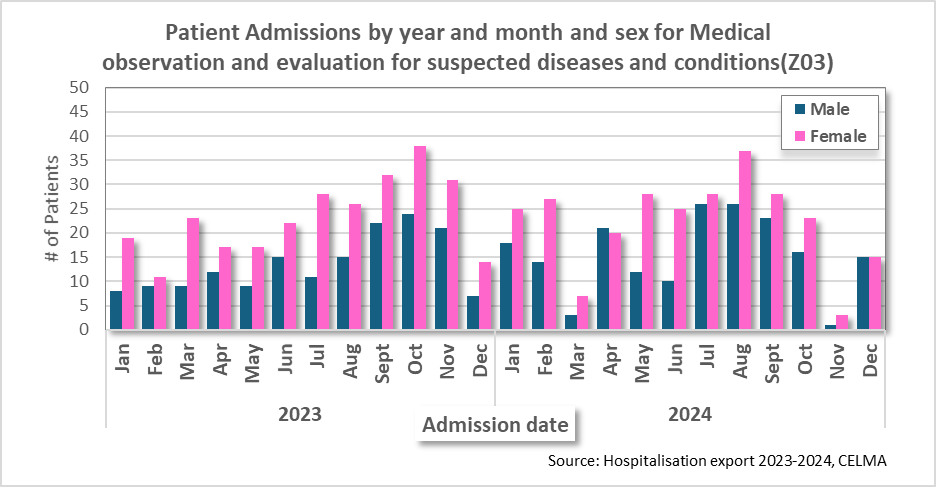 Patient Admissions by year and month and sex for Medical
observation and evaluation for suspected diseases and conditions(Z03)
50
45
40
35
30
25
20
15
10
5
0
# of Patients
Male
Female
Jan Feb Mar Apr May Jun Jul Aug Sept Oct Nov Dec Jan Feb Mar Apr May Jun Jul Aug Sept Oct Nov Dec
2023 2024
Admission date
Source: Hospitalisation export 2023-2024, CELMA